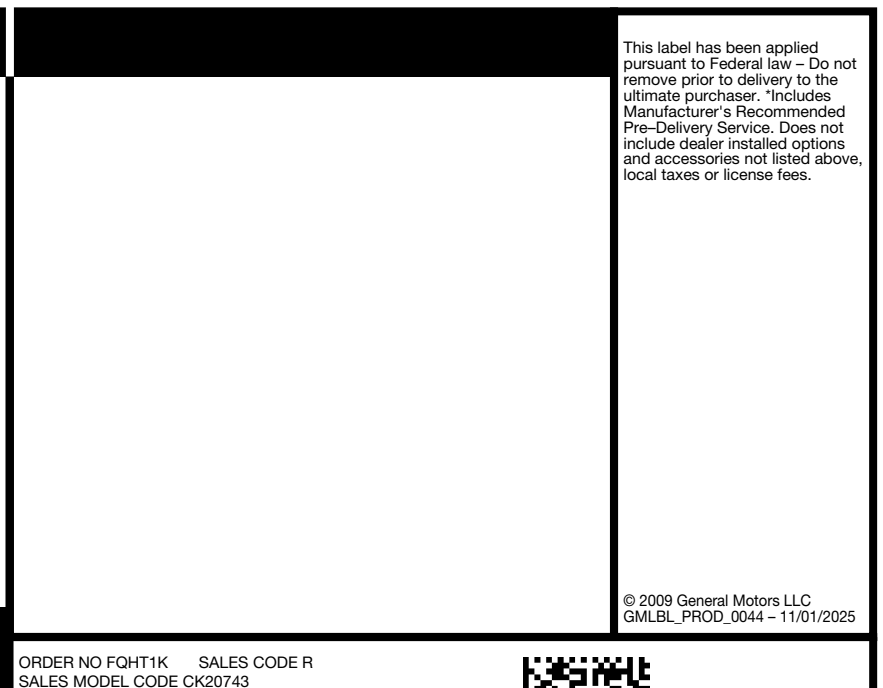 This label has been applied
pursuant to Federal law – Do not
remove prior to delivery to the
ultimate purchaser. *Includes
Manufacturer's Recommended
Pre–Delivery Service. Does not
include dealer installed options
and accessories not listed above,
local taxes or license fees.
© 2009 General Motors LLC
GMLBL_PROD_0044 – 11/01/2025
ORDER NO FQHT1K SALES CODE R
SALES MODEL CODE CK20743